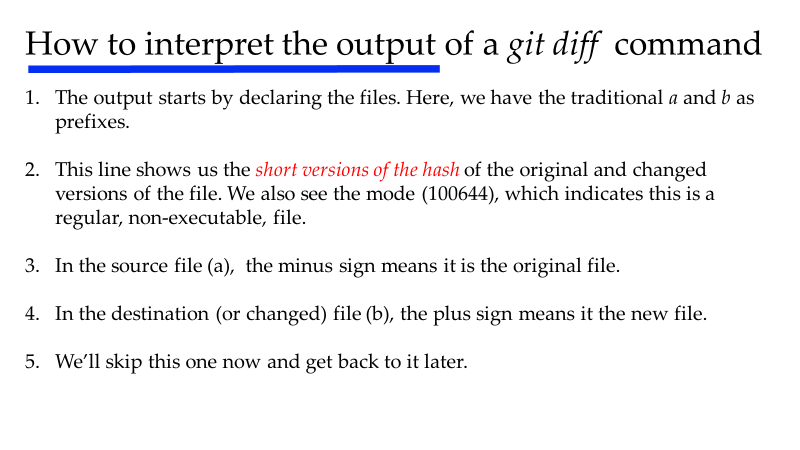 How to interpret the output of a git diff command
1. The output starts by declaring the files. Here, we have the traditional a and b as
prefixes.
2. This line shows us the short versions of the hash of the original and changed
versions of the file. We also see the mode (100644), which indicates this is a
regular, non-executable, file.
3. In the source file (a), the minus sign means it is the original file.
4. In the destination (or changed) file (b), the plus sign means it the new file.
5. We’ll skip this one now and get back to it later.